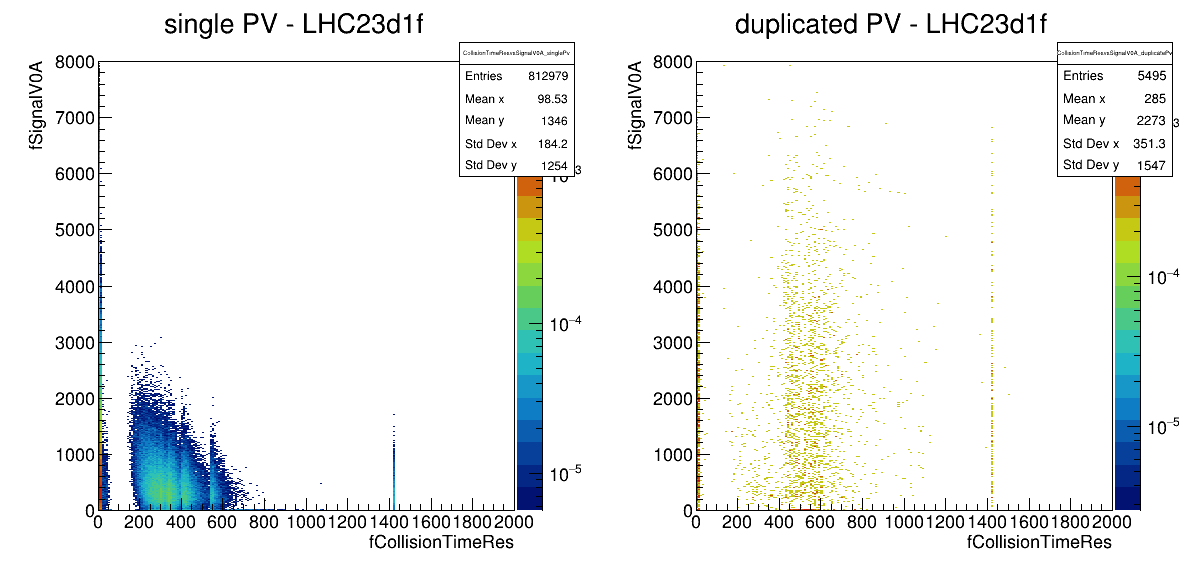 single PV - LHC23d1f
fSignalV0A
CollisionTimeResvsSignalV0A_singlePv
Entries 812979
Mean x 98.53
Mean y 1346
Std Dev x 184.2
Std Dev y 1254
8000
7000
6000
5000
4000
3000
2000
1000
0
0 200 400 600 800 1000 1200 1400 1600 1800 2000
fCollisionTimeRes
10⁻³
10⁻⁴
10⁻⁵
duplicated PV - LHC23d1f
fSignalV0A
CollisionTimeResvsSignalV0A_duplicatePv
Entries 5495
Mean x 285
Mean y 2273
Std Dev x 351.3
Std Dev y 1547
8000
7000
6000
5000
4000
3000
2000
1000
0
0 200 400 600 800 1000 1200 1400 1600 1800 2000
fCollisionTimeRes
3
10⁻⁴
10⁻⁵